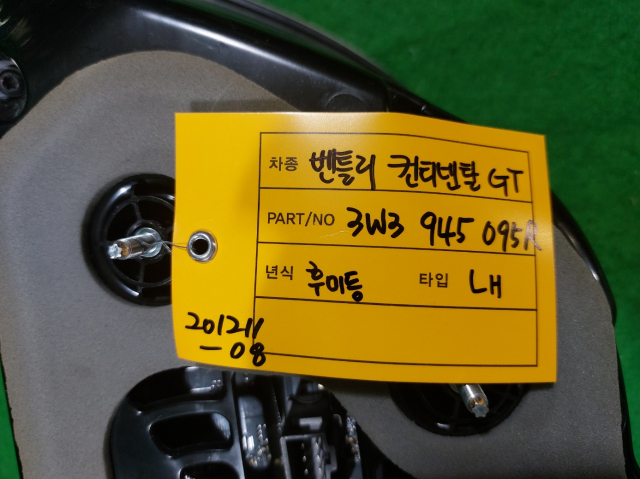 차종 벤틀리 컨티넨탈 GT
PART/NO 3W3 945 095A
년식 후미등 타입 LH
201211
-08